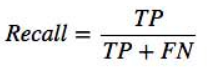 Recall = TP / (TP + FN)